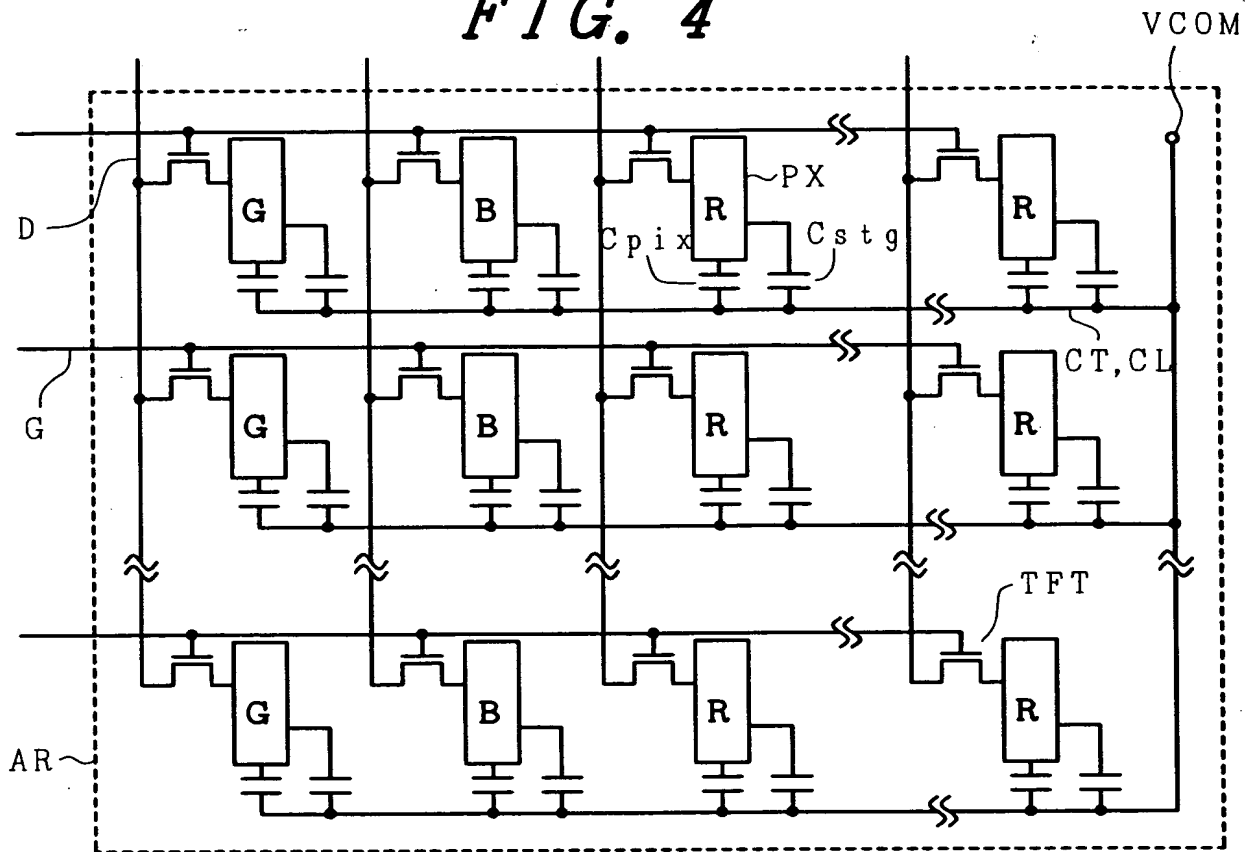 FIG. 4
VCOM
D
G B R R
PX
Cpix Cstg
CT,CL
G
G B R R
TFT
G B R R
AR